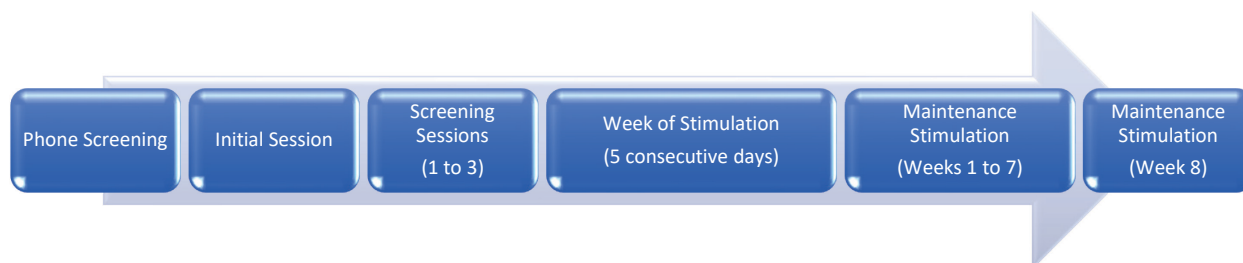 Phone Screening
Initial Session
Screening
Sessions
(1 to 3)
Week of Stimulation
(5 consecutive days)
Maintenance
Stimulation
(Weeks 1 to 7)
Maintenance
Stimulation
(Week 8)